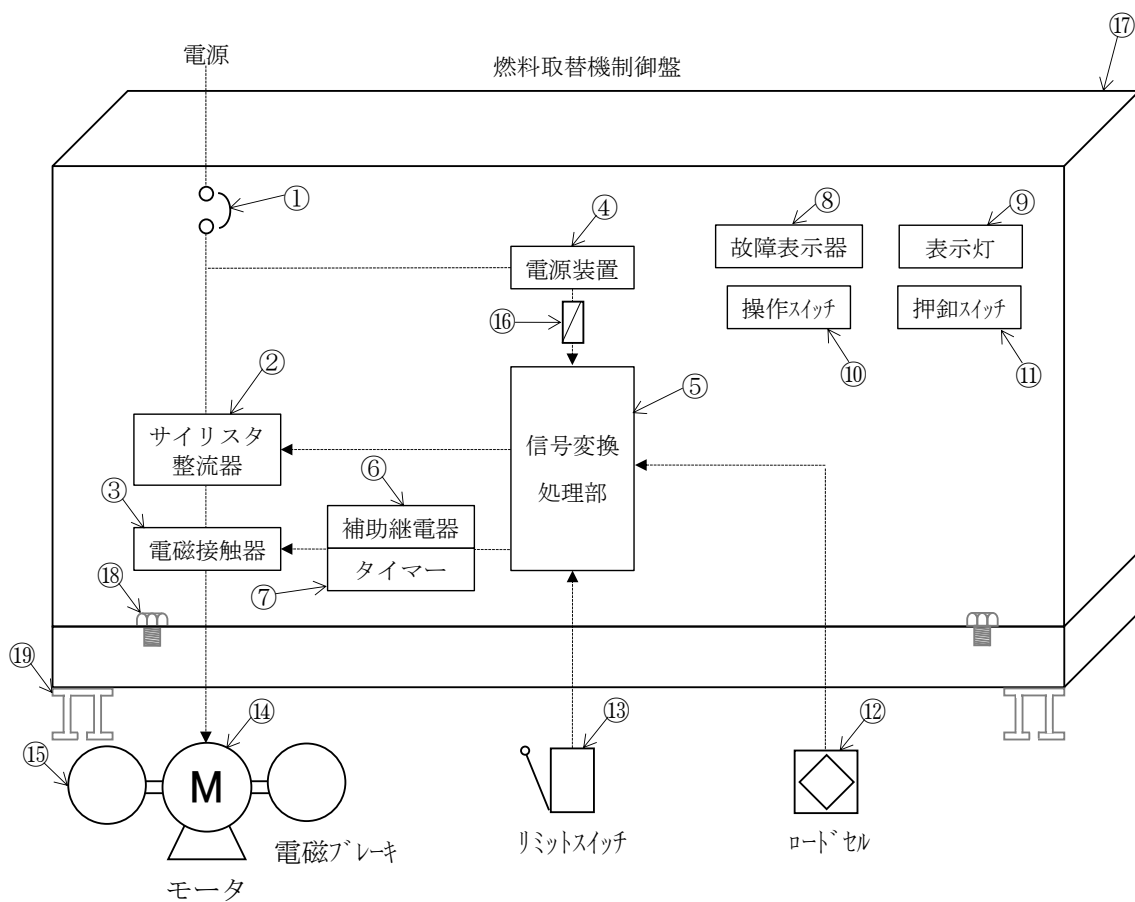 ⑰
電源
燃料取替機制御盤
①
④
⑧
⑨
電源装置
故障表示器
表示灯
⑯
操作スイッチ
押釦スイッチ
⑩
⑪
②
⑤
サイリスタ
整流器
信号変換
処理部
⑥
③
補助継電器
電磁接触器
タイマー
⑦
⑱
⑲
⑭
⑬
⑫
⑮
M
電磁ブレーキ
リミットスイッチ
ロードセル
モータ